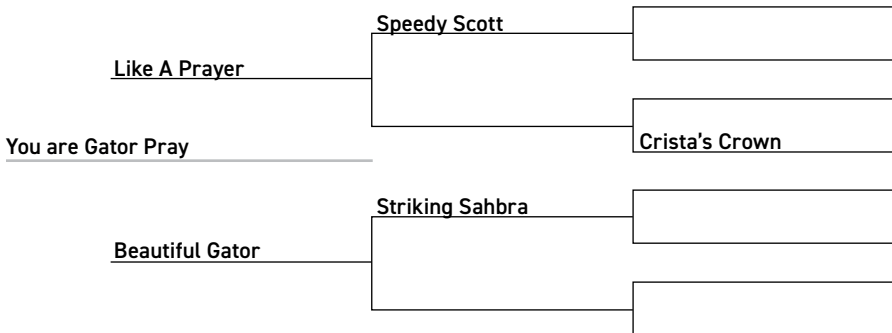 Speedy Scott
Like A Prayer
Crista's Crown
You are Gator Pray
Striking Sahbra
Beautiful Gator